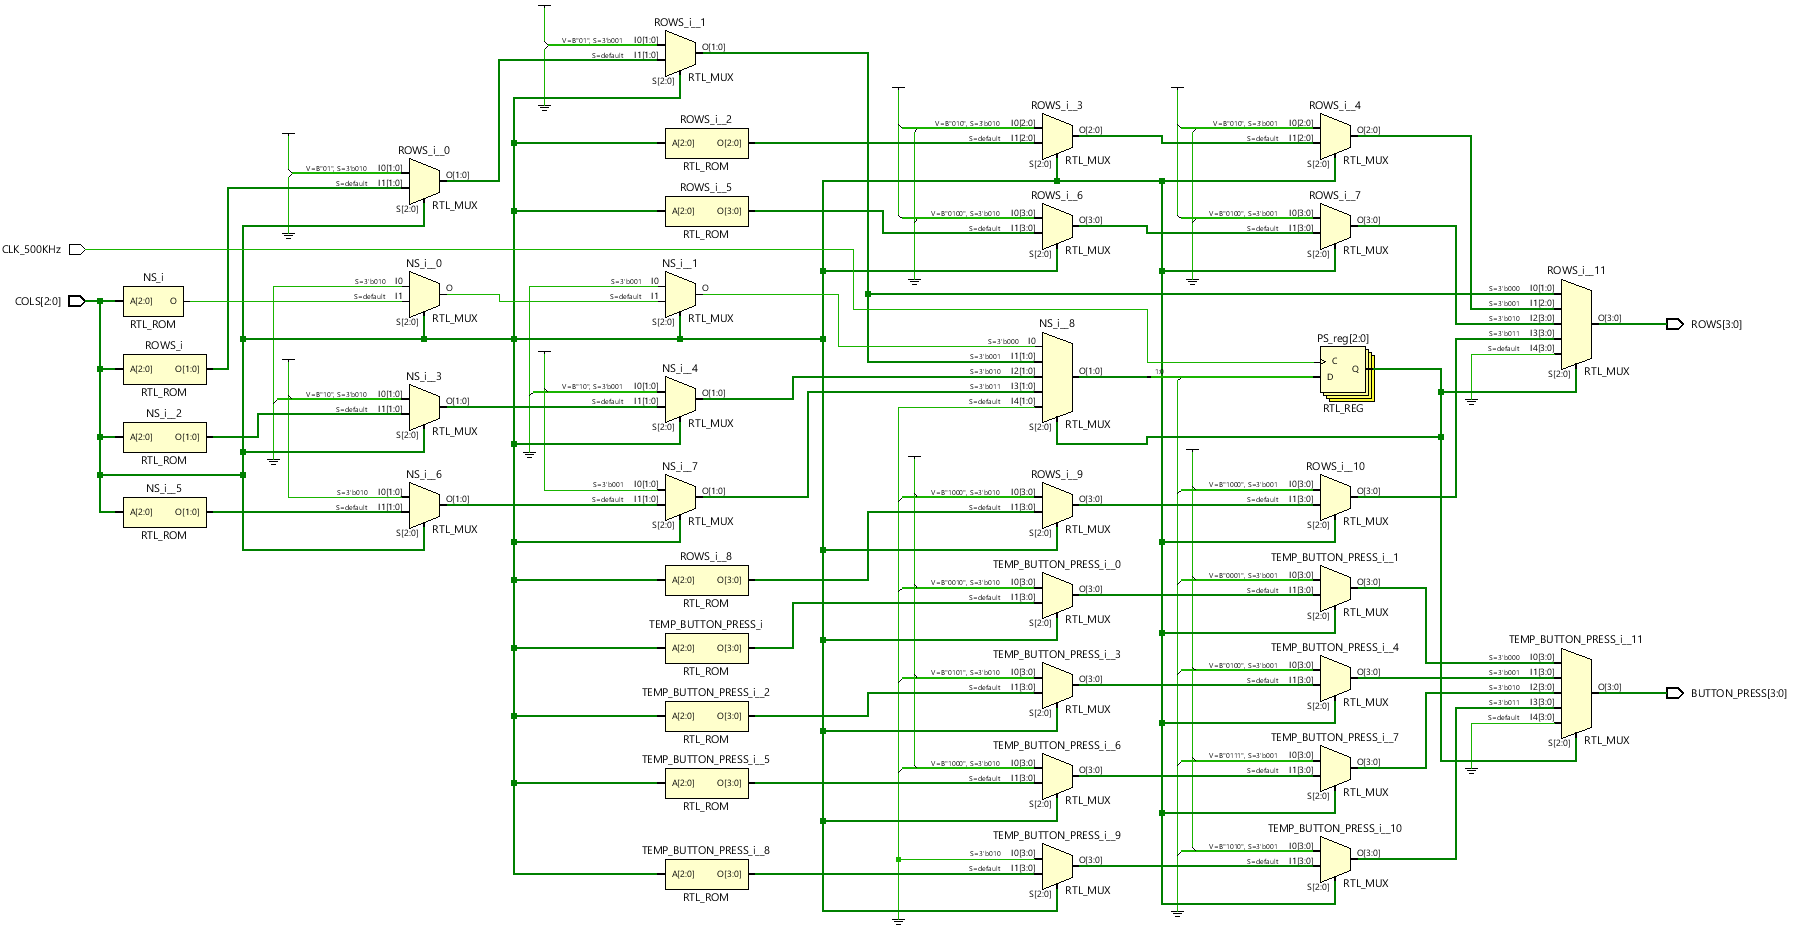 ROWS_i__1
V=B"01", S=3'b001 I0[1:0] O[1:0]
S=default I1[1:0]
S[2:0] RTL_MUX
ROWS_i__0
V=B"01", S=3'b010 I0[1:0] O[1:0]
S=default I1[1:0]
S[2:0] RTL_MUX
ROWS_i__2
A[2:0] O[2:0]
RTL_ROM
ROWS_i__3
V=B"010", S=3'b010 I0[2:0] O[2:0]
S=default I1[2:0]
S[2:0] RTL_MUX
ROWS_i__4
V=B"010", S=3'b001 I0[2:0] O[2:0]
S=default I1[2:0]
S[2:0] RTL_MUX
ROWS_i__5
A[2:0] O[3:0]
RTL_ROM
ROWS_i__6
V=B"0100", S=3'b010 I0[3:0] O[3:0]
S=default I1[3:0]
S[2:0] RTL_MUX
ROWS_i__7
V=B"0100", S=3'b001 I0[3:0] O[3:0]
S=default I1[3:0]
S[2:0] RTL_MUX
CLK_500KHz
COLS[2:0]
NS_i
A[2:0] O
RTL_ROM
NS_i__0
S=3'b010 I0 O
S=default I1
S[2:0] RTL_MUX
NS_i__1
S=3'b001 I0 O
S=default I1
S[2:0] RTL_MUX
ROWS_i__11
S=3'b000 I0[1:0]
S=3'b001 I1[2:0]
S=3'b010 I2[3:0] O[3:0]
S=3'b011 I3[3:0]
S=default I4[3:0]
S[2:0] RTL_MUX
ROWS[3:0]
ROWS_i
A[2:0] O[1:0]
RTL_ROM
NS_i__8
S=3'b000 I0
S=3'b001 I1[1:0]
S=3'b010 I2[1:0] O[1:0]
S=3'b011 I3[1:0]
S=default I4[1:0]
S[2:0] RTL_MUX
1:0
PS_reg[2:0]
C
D Q
RTL_REG
NS_i__2
A[2:0] O[1:0]
RTL_ROM
NS_i__3
V=B"10", S=3'b010 I0[1:0] O[1:0]
S=default I1[1:0]
S[2:0] RTL_MUX
NS_i__4
V=B"10", S=3'b001 I0[1:0] O[1:0]
S=default I1[1:0]
S[2:0] RTL_MUX
NS_i__5
A[2:0] O[1:0]
RTL_ROM
NS_i__6
S=3'b010 I0[1:0] O[1:0]
S=default I1[1:0]
S[2:0] RTL_MUX
NS_i__7
S=3'b001 I0[1:0] O[1:0]
S=default I1[1:0]
S[2:0] RTL_MUX
ROWS_i__9
V=B"1000", S=3'b010 I0[3:0] O[3:0]
S=default I1[3:0]
S[2:0] RTL_MUX
ROWS_i__10
V=B"1000", S=3'b001 I0[3:0] O[3:0]
S=default I1[3:0]
S[2:0] RTL_MUX
ROWS_i__8
A[2:0] O[3:0]
RTL_ROM
TEMP_BUTTON_PRESS_i__0
V=B"0010", S=3'b010 I0[3:0] O[3:0]
S=default I1[3:0]
S[2:0] RTL_MUX
TEMP_BUTTON_PRESS_i__1
V=B"0001", S=3'b001 I0[3:0] O[3:0]
S=default I1[3:0]
S[2:0] RTL_MUX
TEMP_BUTTON_PRESS_i
A[2:0] O[3:0]
RTL_ROM
TEMP_BUTTON_PRESS_i__3
V=B"0101", S=3'b010 I0[3:0] O[3:0]
S=default I1[3:0]
S[2:0] RTL_MUX
TEMP_BUTTON_PRESS_i__4
V=B"0100", S=3'b001 I0[3:0] O[3:0]
S=default I1[3:0]
S[2:0] RTL_MUX
TEMP_BUTTON_PRESS_i__11
S=3'b000 I0[3:0]
S=3'b001 I1[3:0]
S=3'b010 I2[3:0] O[3:0]
S=3'b011 I3[3:0]
S=default I4[3:0]
S[2:0] RTL_MUX
BUTTON_PRESS[3:0]
TEMP_BUTTON_PRESS_i__2
A[2:0] O[3:0]
RTL_ROM
TEMP_BUTTON_PRESS_i__5
A[2:0] O[3:0]
RTL_ROM
TEMP_BUTTON_PRESS_i__6
V=B"1000", S=3'b010 I0[3:0] O[3:0]
S=default I1[3:0]
S[2:0] RTL_MUX
TEMP_BUTTON_PRESS_i__7
V=B"0111", S=3'b001 I0[3:0] O[3:0]
S=default I1[3:0]
S[2:0] RTL_MUX
TEMP_BUTTON_PRESS_i__8
A[2:0] O[3:0]
RTL_ROM
TEMP_BUTTON_PRESS_i__9
S=3'b010 I0[3:0] O[3:0]
S=default I1[3:0]
S[2:0] RTL_MUX
TEMP_BUTTON_PRESS_i__10
V=B"1010", S=3'b001 I0[3:0] O[3:0]
S=default I1[3:0]
S[2:0] RTL_MUX